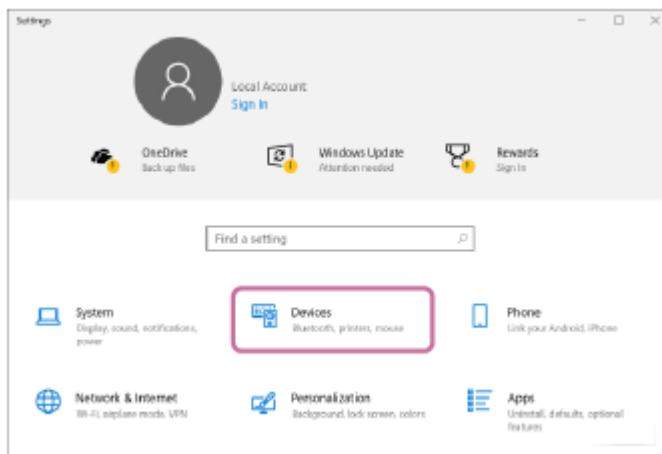 Settings
Local Account
Sign In
OneDrive
Back up files
Windows Update
Attention needed
Rewards
Sign In
Find a setting
System
Display, sound, notifications,
power
Devices
Bluetooth, printers, mouse
Phone
Link your Android, iPhone
Network & Internet
Wi-Fi, airplane mode, VPN
Personalization
Background, lock screen, colors
Apps
Uninstall, defaults, optional
features